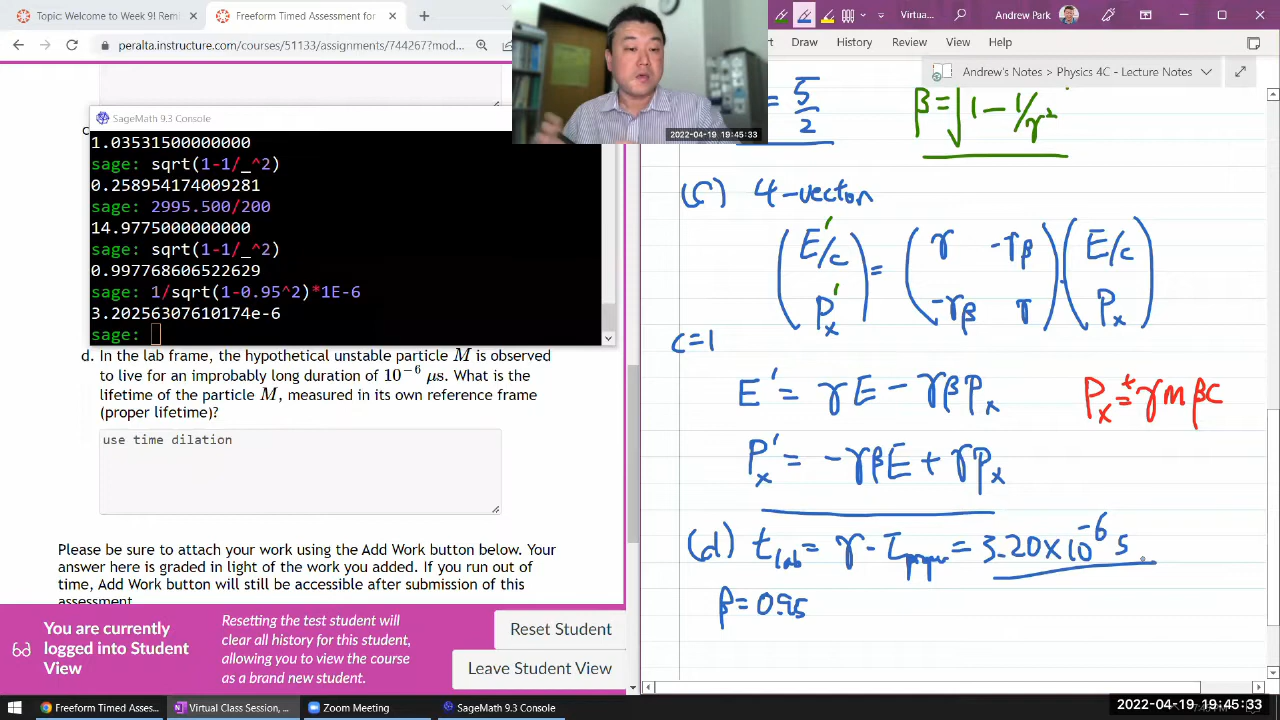 Topic: Welcome to Week 9! Remi
Freeform Timed Assessment for
peralta.instructure.com/courses/51133/assignments/7442677?mod...
SageMath 9.3 Console
1.03531500000000
sage: sqrt(1-1/_^2)
0.258954174009281
sage: 2995.500/200
14.9775000000000
sage: sqrt(1-1/_^2)
0.997768606522629
sage: 1/sqrt(1-0.95^2)*1E-6
3.20256307610174e-6
sage:
d. In the lab frame, the hypothetical unstable particle M is observed
to live for an improbably long duration of 10⁻⁶ μs. What is the
lifetime of the particle M, measured in its own reference frame
(proper lifetime)?
use time dilation
Please be sure to attach your work using the Add Work button below. Your
answer here is graded in light of the work you added. If you run out of
time, Add Work button will still be accessible after submission of this
assessment.
You are currently
logged into Student
View
Resetting the test student will
clear all history for this student,
allowing you to view the course
as a brand new student.
Reset Student
Leave Student View
2022-04-19 19:45:33
Virtua...
Andrew Park
Draw History Review View Help
Andrew's Notes > Physics 4C - Lecture Notes
= 5/2
β = √1 - 1/γ²
(c) 4-vector
(E'/c Px') = (γ -γβ -γβ γ) · (E/c Px)
c=1
E' = γE - γβPx
Px = γmβc
Px' = -γβE + γPx
(d) t lab = γ · τ proper = 3.20×10⁻⁶ s
β = 0.95
Freeform Timed Asses...
Virtual Class Session, ...
Zoom Meeting
SageMath 9.3 Console
2022-04-19 19:45:33